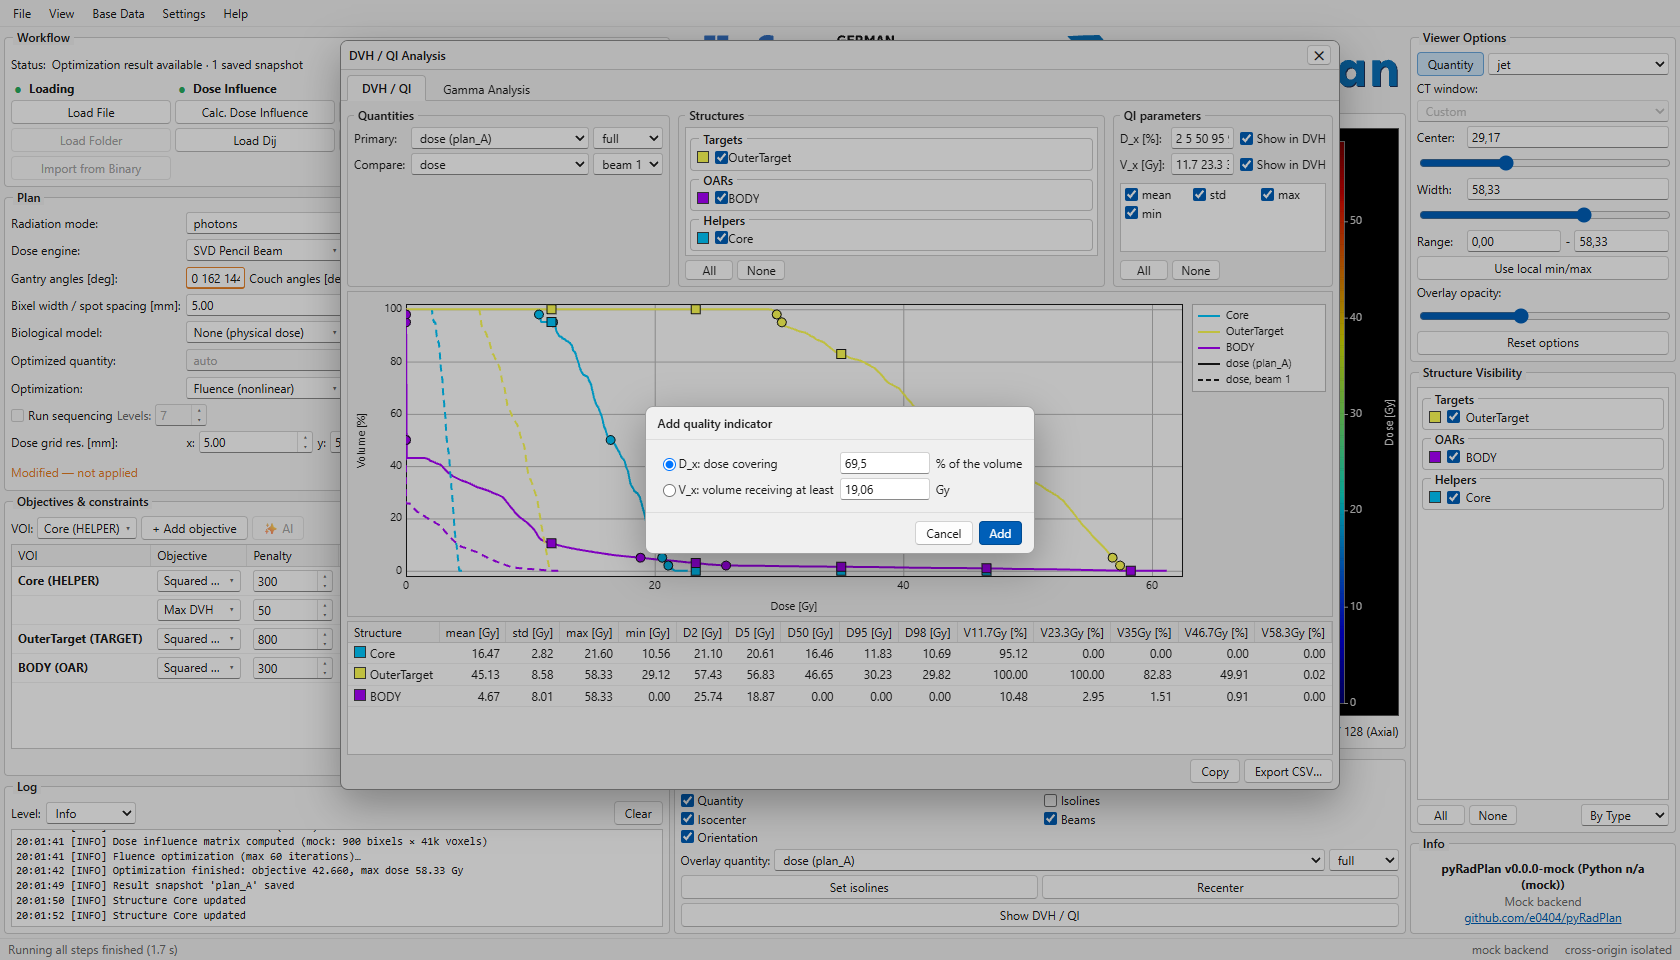 File View Base Data Settings Help
Workflow
Status: Optimization result available · 1 saved snapshot
Loading
Dose Influence
Load File
Calc. Dose Influence
Load Folder
Load Dij
Import from Binary
Plan
Radiation mode: photons
Dose engine: SVD Pencil Beam
Gantry angles [deg]: 0 162 144 Couch angles [de
Bixel width / spot spacing [mm]: 5.00
Biological model: None (physical dose)
Optimized quantity: auto
Optimization: Fluence (nonlinear)
Run sequencing Levels: 7
Dose grid res. [mm]: x: 5.00 y: 5
Modified — not applied
Objectives & constraints
VOI: Core (HELPER) + Add objective ✨ AI
VOI Objective Penalty
Core (HELPER) Squared ... 300
Max DVH 50
OuterTarget (TARGET) Squared ... 800
BODY (OAR) Squared ... 300
Log
Level: Info Clear
20:01:41 [INFO] Dose influence matrix computed (mock: 900 bixels × 41k voxels)
20:01:41 [INFO] Fluence optimization (max 60 iterations)…
20:01:42 [INFO] Optimization finished: objective 42.660, max dose 58.33 Gy
20:01:49 [INFO] Result snapshot 'plan_A' saved
20:01:50 [INFO] Structure Core updated
20:01:52 [INFO] Structure Core updated
Running all steps finished (1.7 s)
DVH / QI Analysis
DVH / QI Gamma Analysis
Quantities
Primary: dose (plan_A) full
Compare: dose beam 1
Structures
Targets
OuterTarget
OARs
BODY
Helpers
Core
All None
QI parameters
D_x [%]: 2 5 50 95 Show in DVH
V_x [Gy]: 11.7 23.3 Show in DVH
mean std max
min
All None
100
80
60
40
20
0
Volume [%]
0 20 40 60
Dose [Gy]
Core
OuterTarget
BODY
dose (plan_A)
dose, beam 1
Add quality indicator
D_x: dose covering 69,5 % of the volume
V_x: volume receiving at least 19,06 Gy
Cancel Add
Structure mean [Gy] std [Gy] max [Gy] min [Gy] D2 [Gy] D5 [Gy] D50 [Gy] D95 [Gy] D98 [Gy] V11.7Gy [%] V23.3Gy [%] V35Gy [%] V46.7Gy [%] V58.3Gy [%]
Core 16.47 2.82 21.60 10.56 21.10 20.61 16.46 11.83 10.69 95.12 0.00 0.00 0.00 0.00
OuterTarget 45.13 8.58 58.33 29.12 57.43 56.83 46.65 30.23 29.82 100.00 100.00 82.83 49.91 0.02
BODY 4.67 8.01 58.33 0.00 25.74 18.87 0.00 0.00 0.00 10.48 2.95 1.51 0.91 0.00
Copy Export CSV...
an
50
40
30
20
10
0
Dose [Gy]
128 (Axial)
Quantity Isolines
Isocenter Beams
Orientation
Overlay quantity: dose (plan_A) full
Set isolines Recenter
Show DVH / QI
Viewer Options
Quantity jet
CT window:
Custom
Center: 29,17
Width: 58,33
Range: 0,00 - 58,33
Use local min/max
Overlay opacity:
Reset options
Structure Visibility
Targets
OuterTarget
OARs
BODY
Helpers
Core
All None By Type
Info
pyRadPlan v0.0.0-mock (Python n/a
(mock))
Mock backend
github.com/e0404/pyRadPlan
mock backend cross-origin isolated